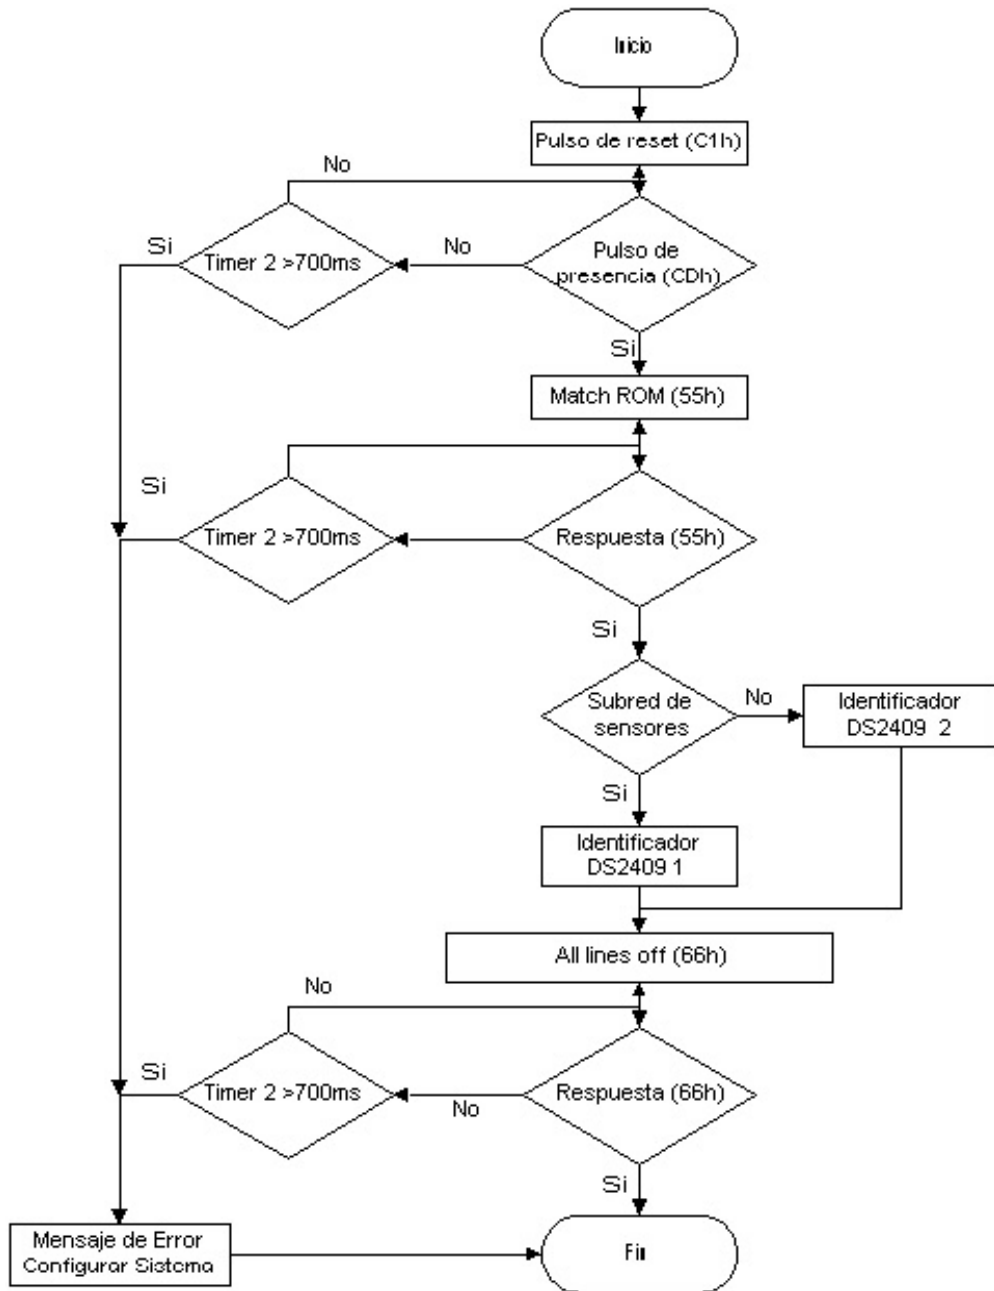 Inicio
Pulso de reset (C1h)
No
Si
Timer 2 >700ms
No
Pulso de
presencia (CDh)
Si
Match ROM (55h)
Si
Timer 2 >700ms
Respuesta (55h)
Si
Subred de
sensores
No
Identificador
DS2409 2
Si
Identificador
DS2409 1
All lines off (66h)
No
Si
Timer 2 >700ms
No
Respuesta (66h)
Si
Mensaje de Error
Configurar Sistema
Fin